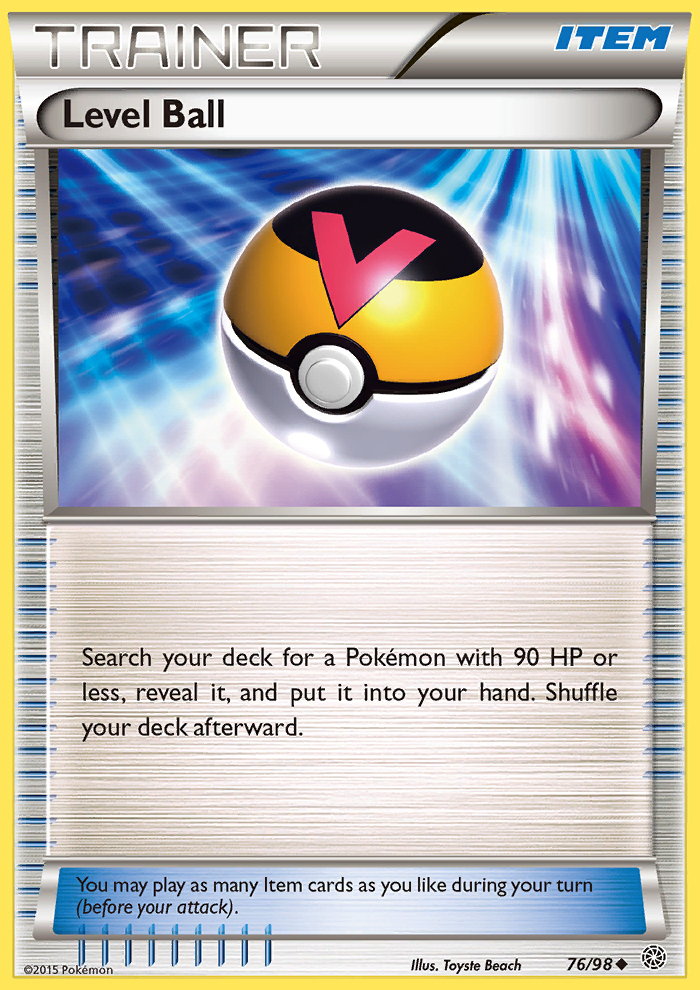 TRAINER
ITEM
Level Ball
Search your deck for a Pokémon with 90 HP or
less, reveal it, and put it into your hand. Shuffle
your deck afterward.
You may play as many Item cards as you like during your turn
(before your attack).
©2015 Pokémon
Illus. Toyste Beach
76/98